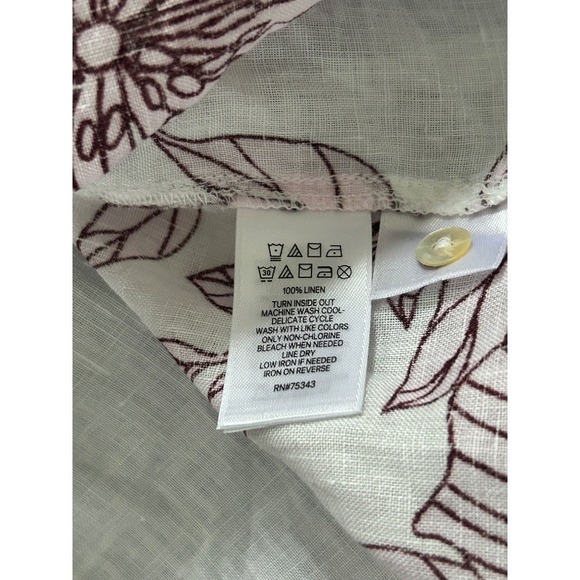 30
100% LINEN
TURN INSIDE OUT
MACHINE WASH COOL-
DELICATE CYCLE
WASH WITH LIKE COLORS
ONLY NON-CHLORINE
BLEACH WHEN NEEDED
LINE DRY
LOW IRON IF NEEDED
IRON ON REVERSE
RN#75343